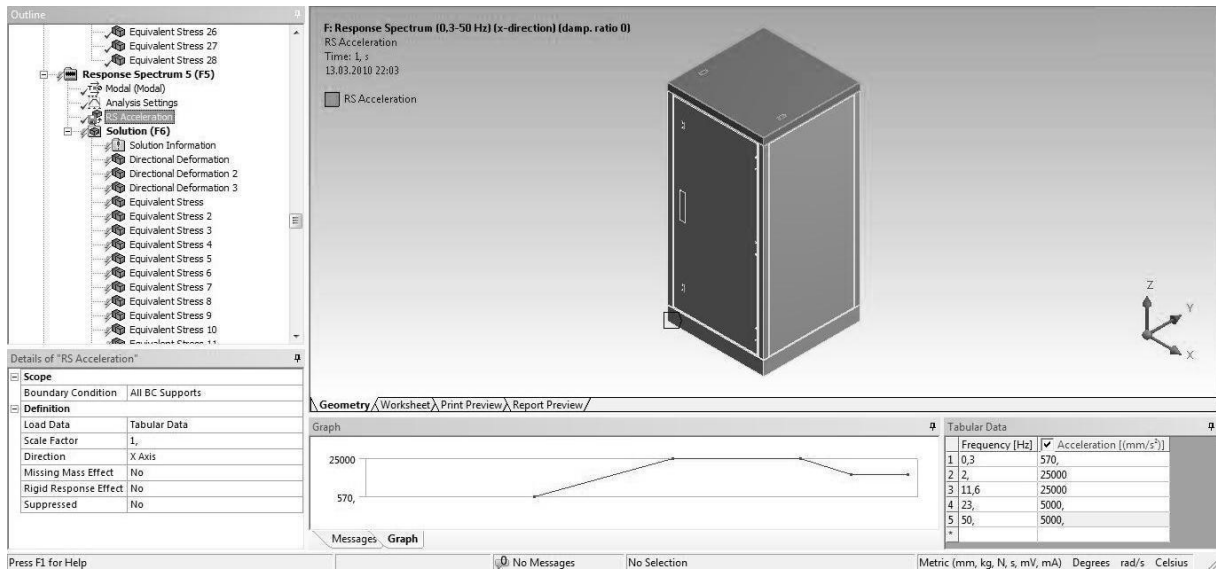 Outline
Equivalent Stress 26
Equivalent Stress 27
Equivalent Stress 28
Response Spectrum 5 (F5)
Modal (Modal)
Analysis Settings
RS Acceleration
Solution (F6)
Solution Information
Directional Deformation
Directional Deformation 2
Directional Deformation 3
Equivalent Stress
Equivalent Stress 2
Equivalent Stress 3
Equivalent Stress 4
Equivalent Stress 5
Equivalent Stress 6
Equivalent Stress 7
Equivalent Stress 8
Equivalent Stress 9
Equivalent Stress 10
Equivalent Stress 11
Details of "RS Acceleration"
Scope
Boundary Condition All BC Supports
Definition
Load Data Tabular Data
Scale Factor 1,
Direction X Axis
Missing Mass Effect No
Rigid Response Effect No
Suppressed No
F: Response Spectrum (0,3-50 Hz) (x-direction) (damp. ratio 0)
RS Acceleration
Time: 1, s
13.03.2010 22:03
RS Acceleration
Z
Y
X
Geometry Worksheet Print Preview Report Preview
Graph
25000
570,
Messages Graph
Tabular Data
Frequency [Hz] Acceleration [(mm/s²)]
1 0,3 570,
2 2, 25000
3 11,6 25000
4 23, 5000,
5 50, 5000,
*
Press F1 for Help
0 No Messages
No Selection
Metric (mm, kg, N, s, mV, mA) Degrees rad/s Celsius